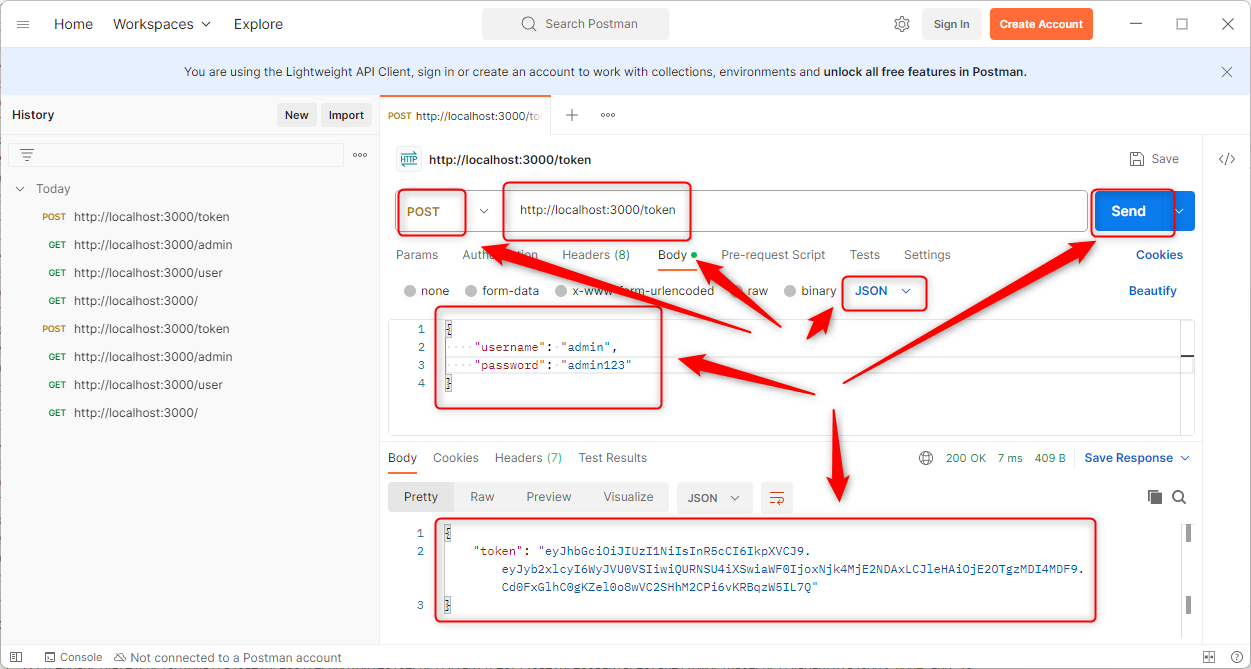 Home Workspaces Explore Search Postman Sign In Create Account
You are using the Lightweight API Client, sign in or create an account to work with collections, environments and unlock all free features in Postman.
History New Import
POST http://localhost:3000/to
HTTP http://localhost:3000/token Save
Today
POST http://localhost:3000/token
GET http://localhost:3000/admin
GET http://localhost:3000/user
GET http://localhost:3000/
POST http://localhost:3000/token
GET http://localhost:3000/admin
GET http://localhost:3000/user
GET http://localhost:3000/
POST http://localhost:3000/token Send
Params Authorization Headers (8) Body Pre-request Script Tests Settings Cookies
none form-data x-www-form-urlencoded raw binary JSON Beautify
1 {
2 "username": "admin",
3 "password": "admin123"
4 }
Body Cookies Headers (7) Test Results 200 OK 7 ms 409 B Save Response
Pretty Raw Preview Visualize JSON
1 {
2 "token": "eyJhbGciOiJIUzI1NiIsInR5cCI6IkpXVCJ9.
eyJyb2xlcyI6WyJVU0VSIiwiQURNSU4iXSwiaWF0IjoxNjk4MjE2NDAxLCJleHAiOjE2OTgzMDI4MDF9.
Cd0FxGlhC0gKZel0o8wVC2SHhM2CPi6vKRBqzW5IL7Q"
3 }
Console Not connected to a Postman account